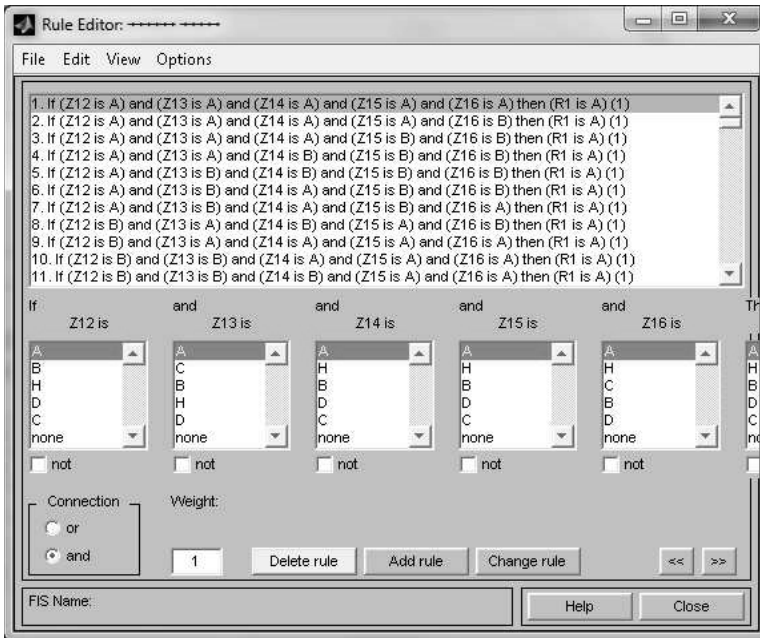 Rule Editor:
File Edit View Options
1. If (Z12 is A) and (Z13 is A) and (Z14 is A) and (Z15 is A) and (Z16 is A) then (R1 is A) (1)
2. If (Z12 is A) and (Z13 is A) and (Z14 is A) and (Z15 is A) and (Z16 is B) then (R1 is A) (1)
3. If (Z12 is A) and (Z13 is A) and (Z14 is A) and (Z15 is B) and (Z16 is B) then (R1 is A) (1)
4. If (Z12 is A) and (Z13 is A) and (Z14 is B) and (Z15 is B) and (Z16 is B) then (R1 is A) (1)
5. If (Z12 is A) and (Z13 is B) and (Z14 is B) and (Z15 is B) and (Z16 is B) then (R1 is A) (1)
6. If (Z12 is A) and (Z13 is B) and (Z14 is A) and (Z15 is B) and (Z16 is A) then (R1 is A) (1)
7. If (Z12 is A) and (Z13 is B) and (Z14 is A) and (Z15 is B) and (Z16 is A) then (R1 is A) (1)
8. If (Z12 is B) and (Z13 is B) and (Z14 is A) and (Z15 is A) and (Z16 is B) then (R1 is A) (1)
9. If (Z12 is B) and (Z13 is A) and (Z14 is A) and (Z15 is A) and (Z16 is A) then (R1 is A) (1)
10. If (Z12 is B) and (Z13 is B) and (Z14 is A) and (Z15 is A) and (Z16 is A) then (R1 is A) (1)
11. If (Z12 is B) and (Z13 is B) and (Z14 is B) and (Z15 is A) and (Z16 is A) then (R1 is A) (1)
If and and and and Th
Z12 is Z13 is Z14 is Z15 is Z16 is
A A A A A A
B C H H H H
H B B B C B
D H D D B D
C D C C D C
none none none none none no
not not not not not
Connection Weight:
or
and 1 Delete rule Add rule Change rule << >>
FIS Name: Help Close